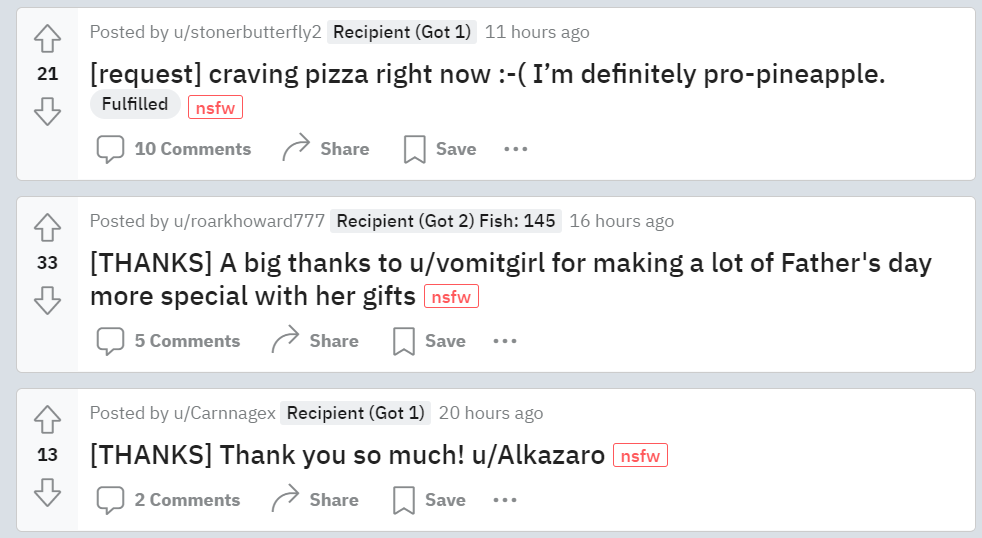 Posted by u/stonerbutterfly2 Recipient (Got 1) 11 hours ago
21
[request] craving pizza right now :-( I’m definitely pro-pineapple.
Fulfilled nsfw
10 Comments Share Save ...
Posted by u/roarkhoward777 Recipient (Got 2) Fish: 145 16 hours ago
33
[THANKS] A big thanks to u/vomitgirl for making a lot of Father's day
more special with her gifts nsfw
5 Comments Share Save ...
Posted by u/Carnnagex Recipient (Got 1) 20 hours ago
13
[THANKS] Thank you so much! u/Alkazaro nsfw
2 Comments Share Save ...